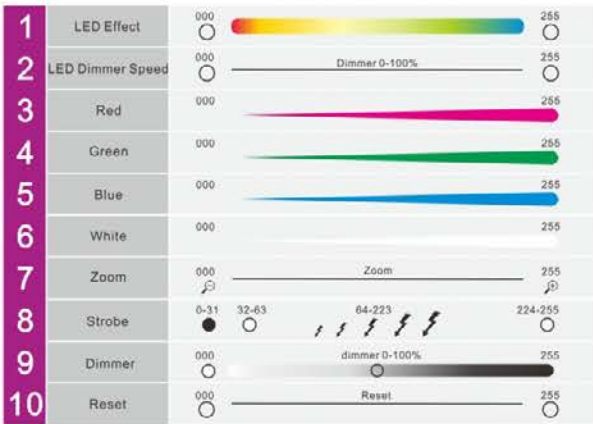 1 LED Effect 000 255
2 LED Dimmer Speed 000 Dimmer 0-100% 255
3 Red 000 255
4 Green 000 255
5 Blue 000 255
6 White 000 255
7 Zoom 000 Zoom 255
8 Strobe 0-31 32-63 64-223 224-255
9 Dimmer 000 dimmer 0-100% 255
10 Reset 000 Reset 255